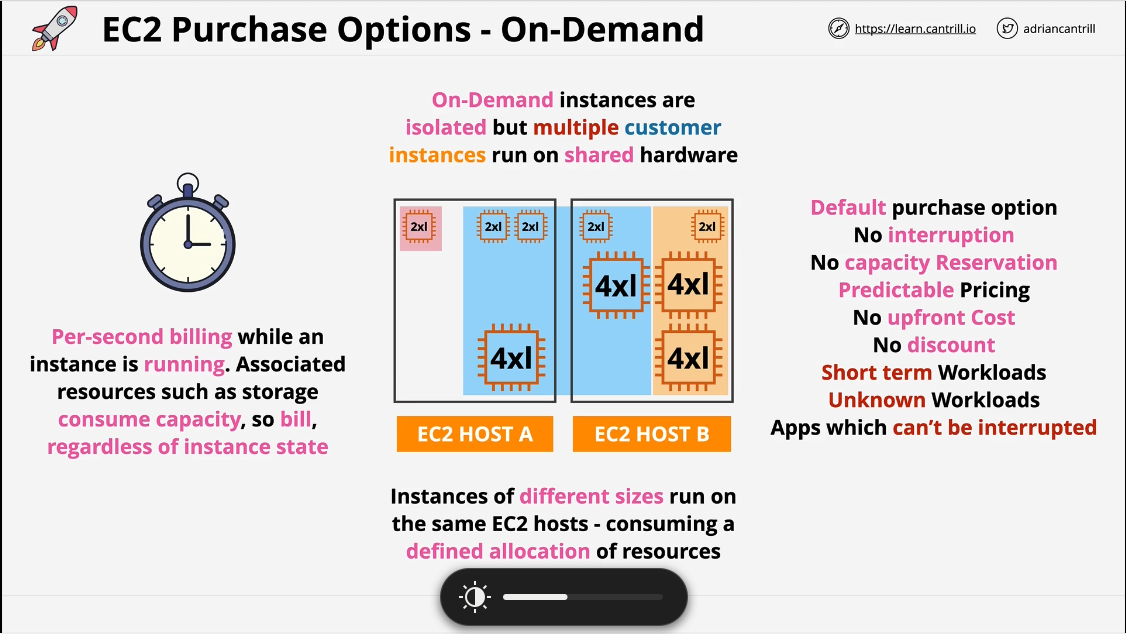 EC2 Purchase Options - On-Demand
https://learn.cantrill.io
adriancantrill
On-Demand instances are
isolated but multiple customer
instances run on shared hardware
Per-second billing while an
instance is running. Associated
resources such as storage
consume capacity, so bill,
regardless of instance state
2xl
2xl
2xl
4xl
EC2 HOST A
2xl
2xl
4xl
4xl
4xl
EC2 HOST B
Instances of different sizes run on
the same EC2 hosts - consuming a
defined allocation of resources
Default purchase option
No interruption
No capacity Reservation
Predictable Pricing
No upfront Cost
No discount
Short term Workloads
Unknown Workloads
Apps which can’t be interrupted